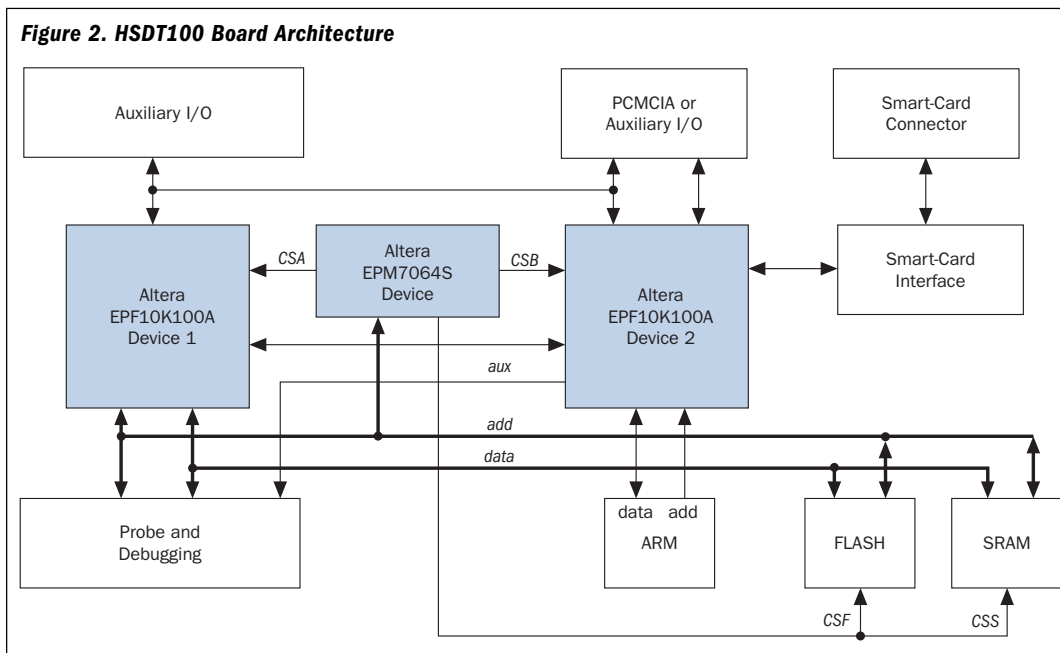 Figure 2. HSDT100 Board Architecture
Auxiliary I/O
PCMCIA or
Auxiliary I/O
Smart-Card
Connector
CSA
Altera
EPM7064S
Device
CSB
Altera
EPF10K100A
Device 1
Altera
EPF10K100A
Device 2
Smart-Card
Interface
aux
add
data
Probe and
Debugging
data add
ARM
FLASH
SRAM
CSF
CSS